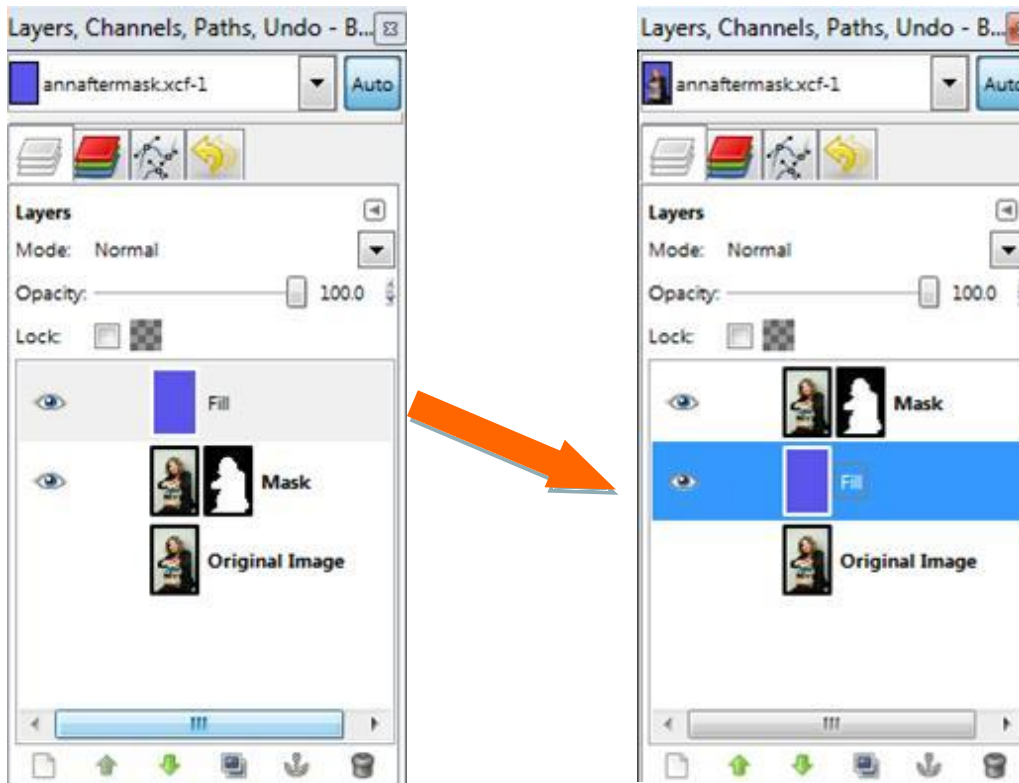 Layers, Channels, Paths, Undo - B...
annaftermask.xcf-1
Auto
Layers
Mode: Normal
Opacity: 100.0
Lock:
Fill
Mask
Original Image
Layers, Channels, Paths, Undo - B...
annaftermask.xcf-1
Auto
Layers
Mode: Normal
Opacity: 100.0
Lock:
Mask
Fill
Original Image